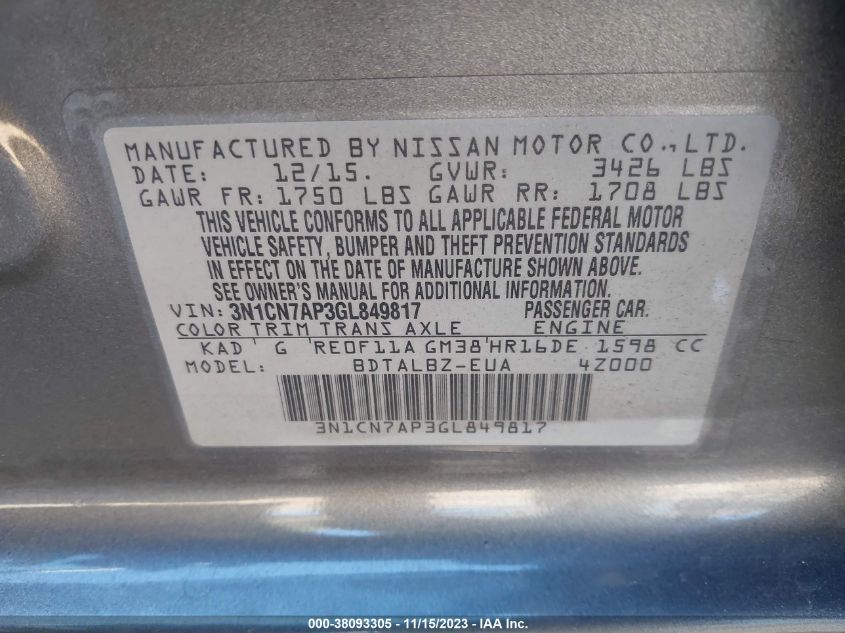 MANUFACTURED BY NISSAN MOTOR CO., LTD.
DATE: 12/15. GVWR: 3426 LBS
GAWR FR: 1750 LBS GAWR RR: 1708 LBS
THIS VEHICLE CONFORMS TO ALL APPLICABLE FEDERAL MOTOR
VEHICLE SAFETY, BUMPER AND THEFT PREVENTION STANDARDS
IN EFFECT ON THE DATE OF MANUFACTURE SHOWN ABOVE.
SEE OWNER'S MANUAL FOR ADDITIONAL INFORMATION.
VIN: 3N1CN7AP3GL849817 PASSENGER CAR.
COLOR TRIM TRANS AXLE ENGINE
KAD G RE0F11A GM38 HR16DE 1598 CC
MODEL: BDTALBZ-EUA 4Z000
3N1CN7AP3GL849817
000-38093305 - 11/15/2023 - IAA Inc.